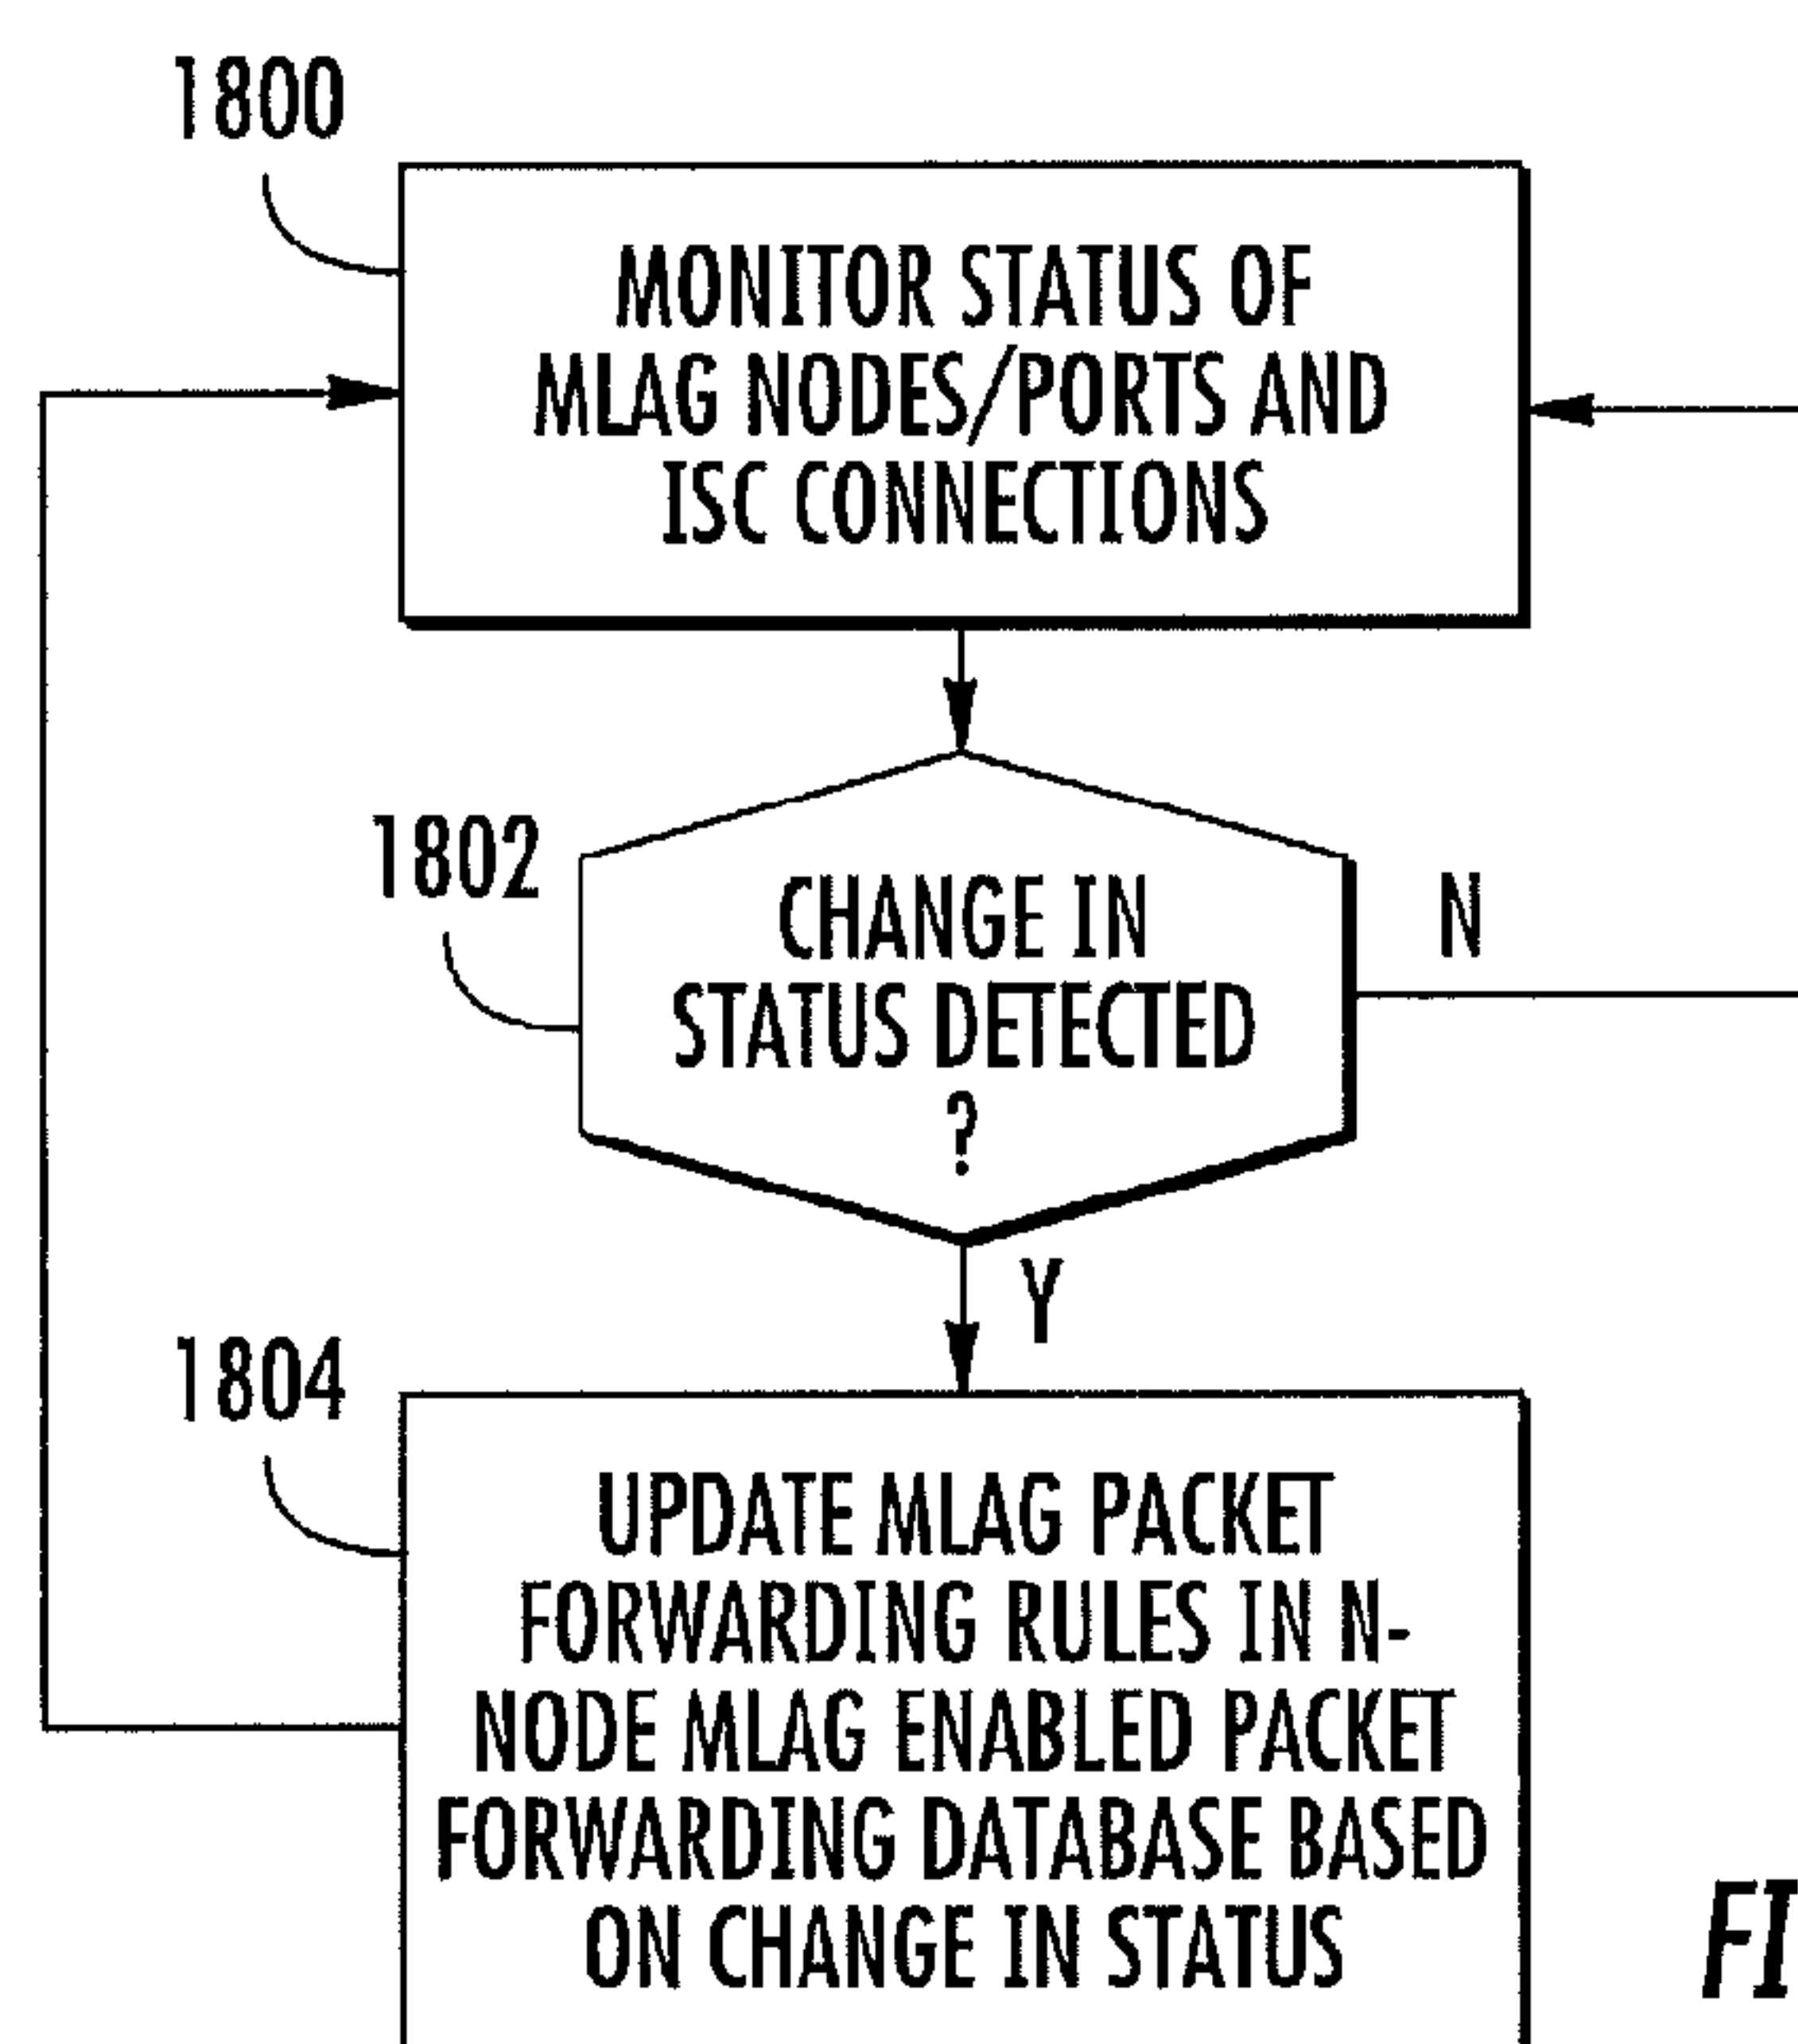 1800
MONITOR STATUS OF
MLAG NODES/PORTS AND
ISC CONNECTIONS
1802
CHANGE IN
STATUS DETECTED
?
N
Y
1804
UPDATE MLAG PACKET
FORWARDING RULES IN N-
NODE MLAG ENABLED PACKET
FORWARDING DATABASE BASED
ON CHANGE IN STATUS
FI